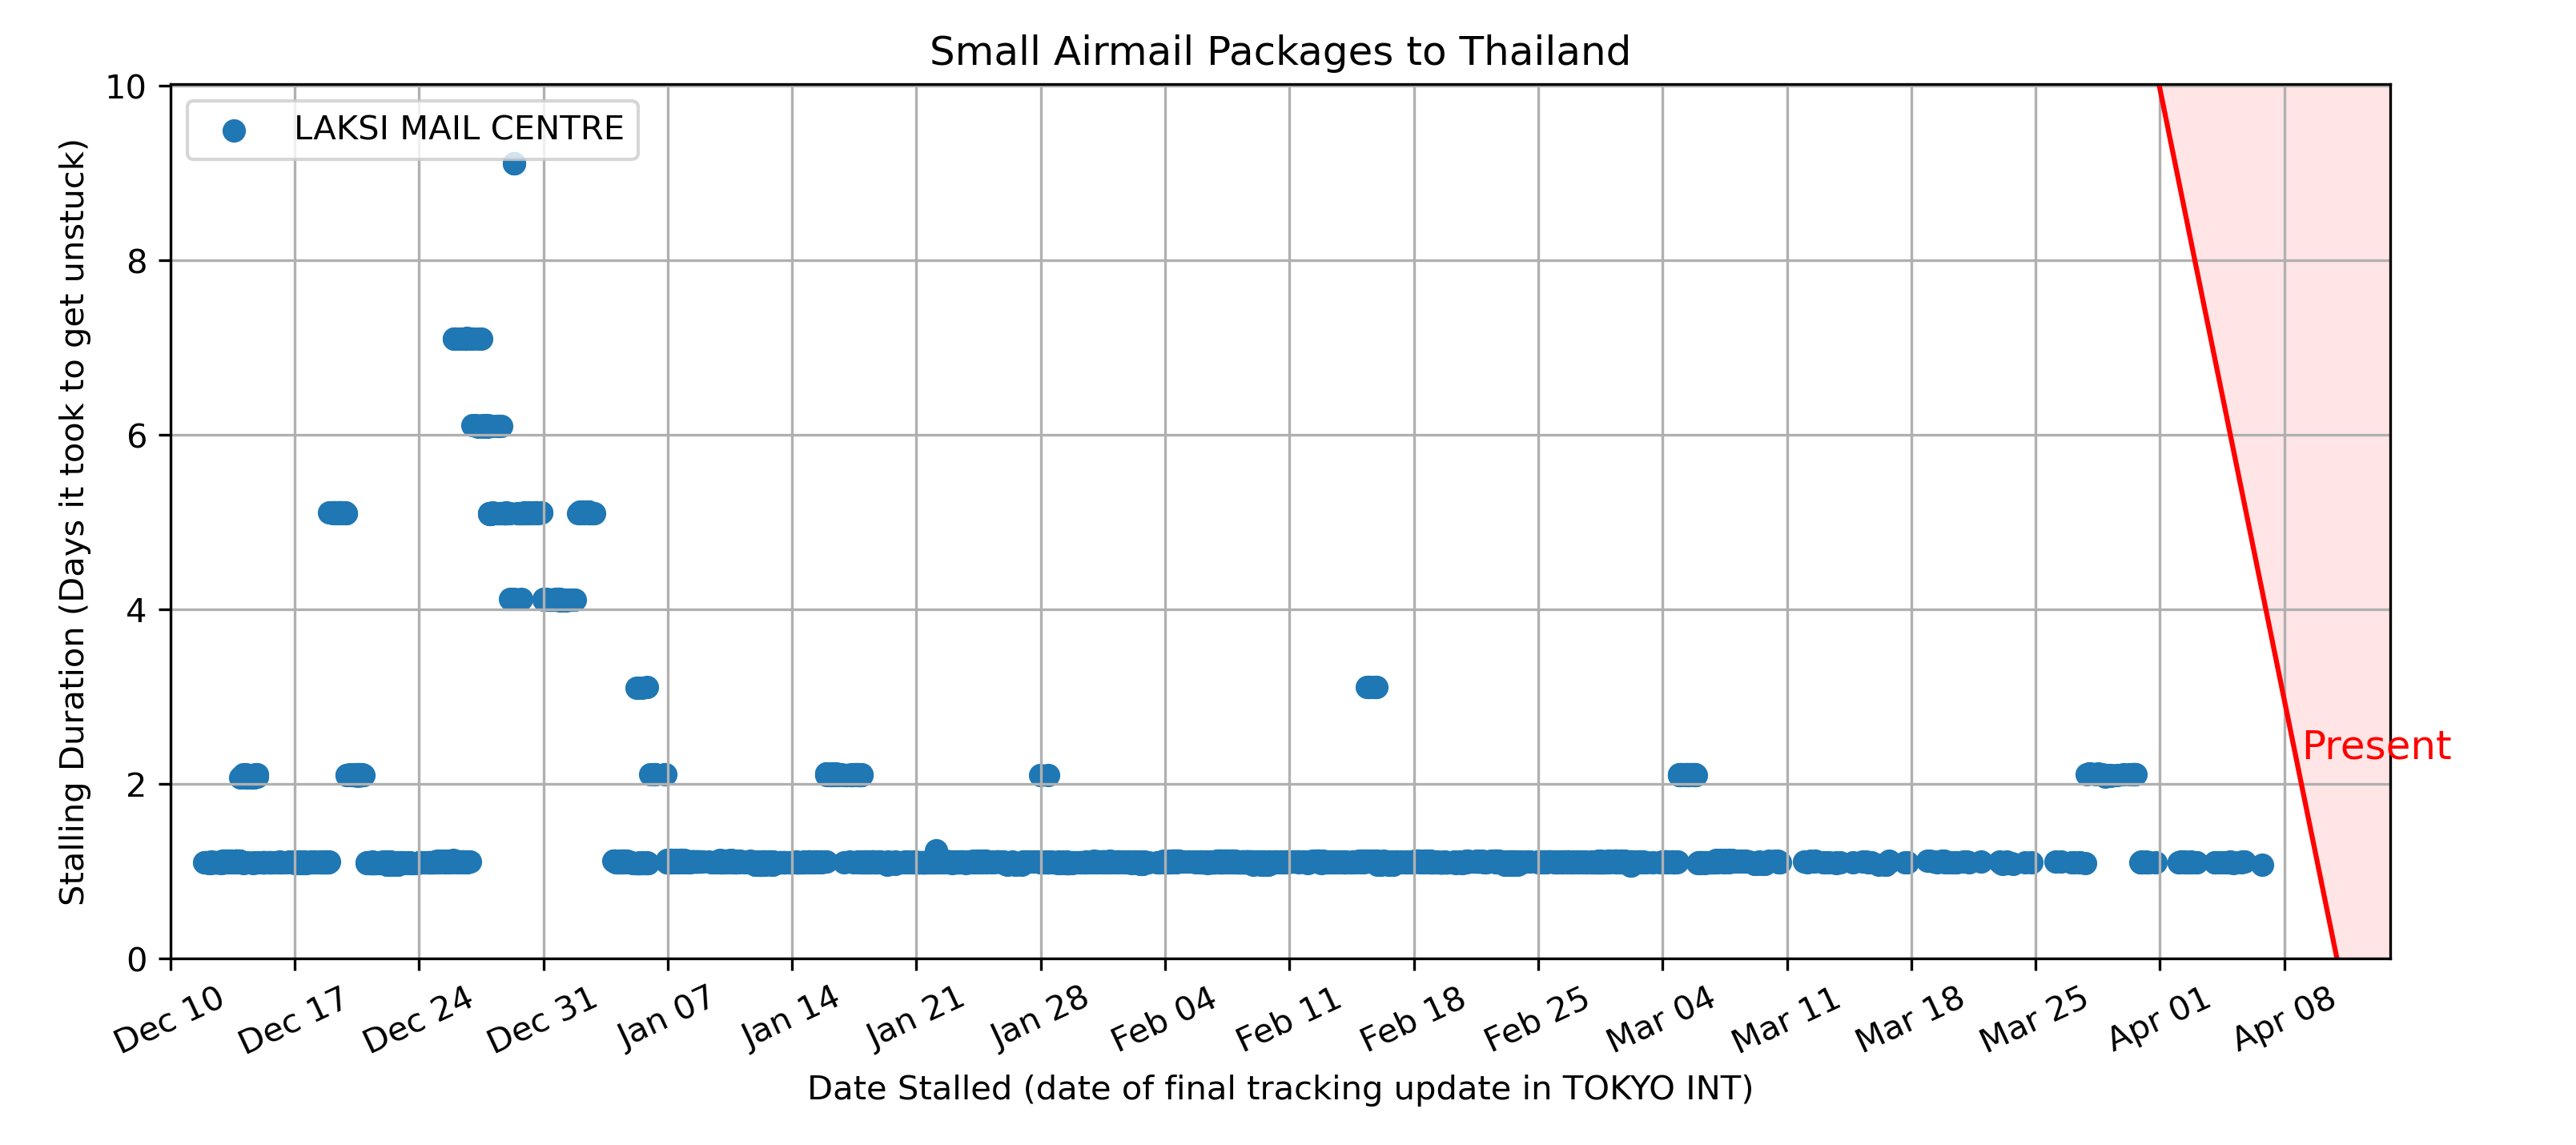 Small Airmail Packages to Thailand
LAKSI MAIL CENTRE
Stalling Duration (Days it took to get unstuck)
10
8
6
4
2
0
Present
Dec 10
Dec 17
Dec 24
Dec 31
Jan 07
Jan 14
Jan 21
Jan 28
Feb 04
Feb 11
Feb 18
Feb 25
Mar 04
Mar 11
Mar 18
Mar 25
Apr 01
Apr 08
Date Stalled (date of final tracking update in TOKYO INT)